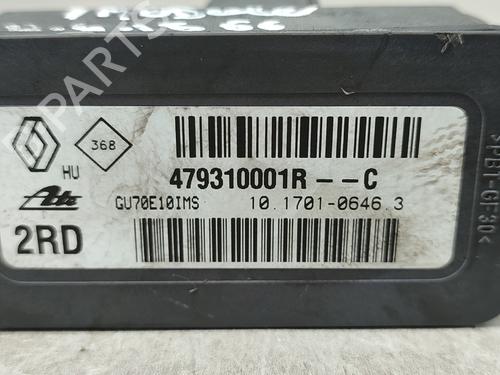 368
HU
479310001R--C
Ate
GU70E10IMS 10.1701-0646.3
2RD